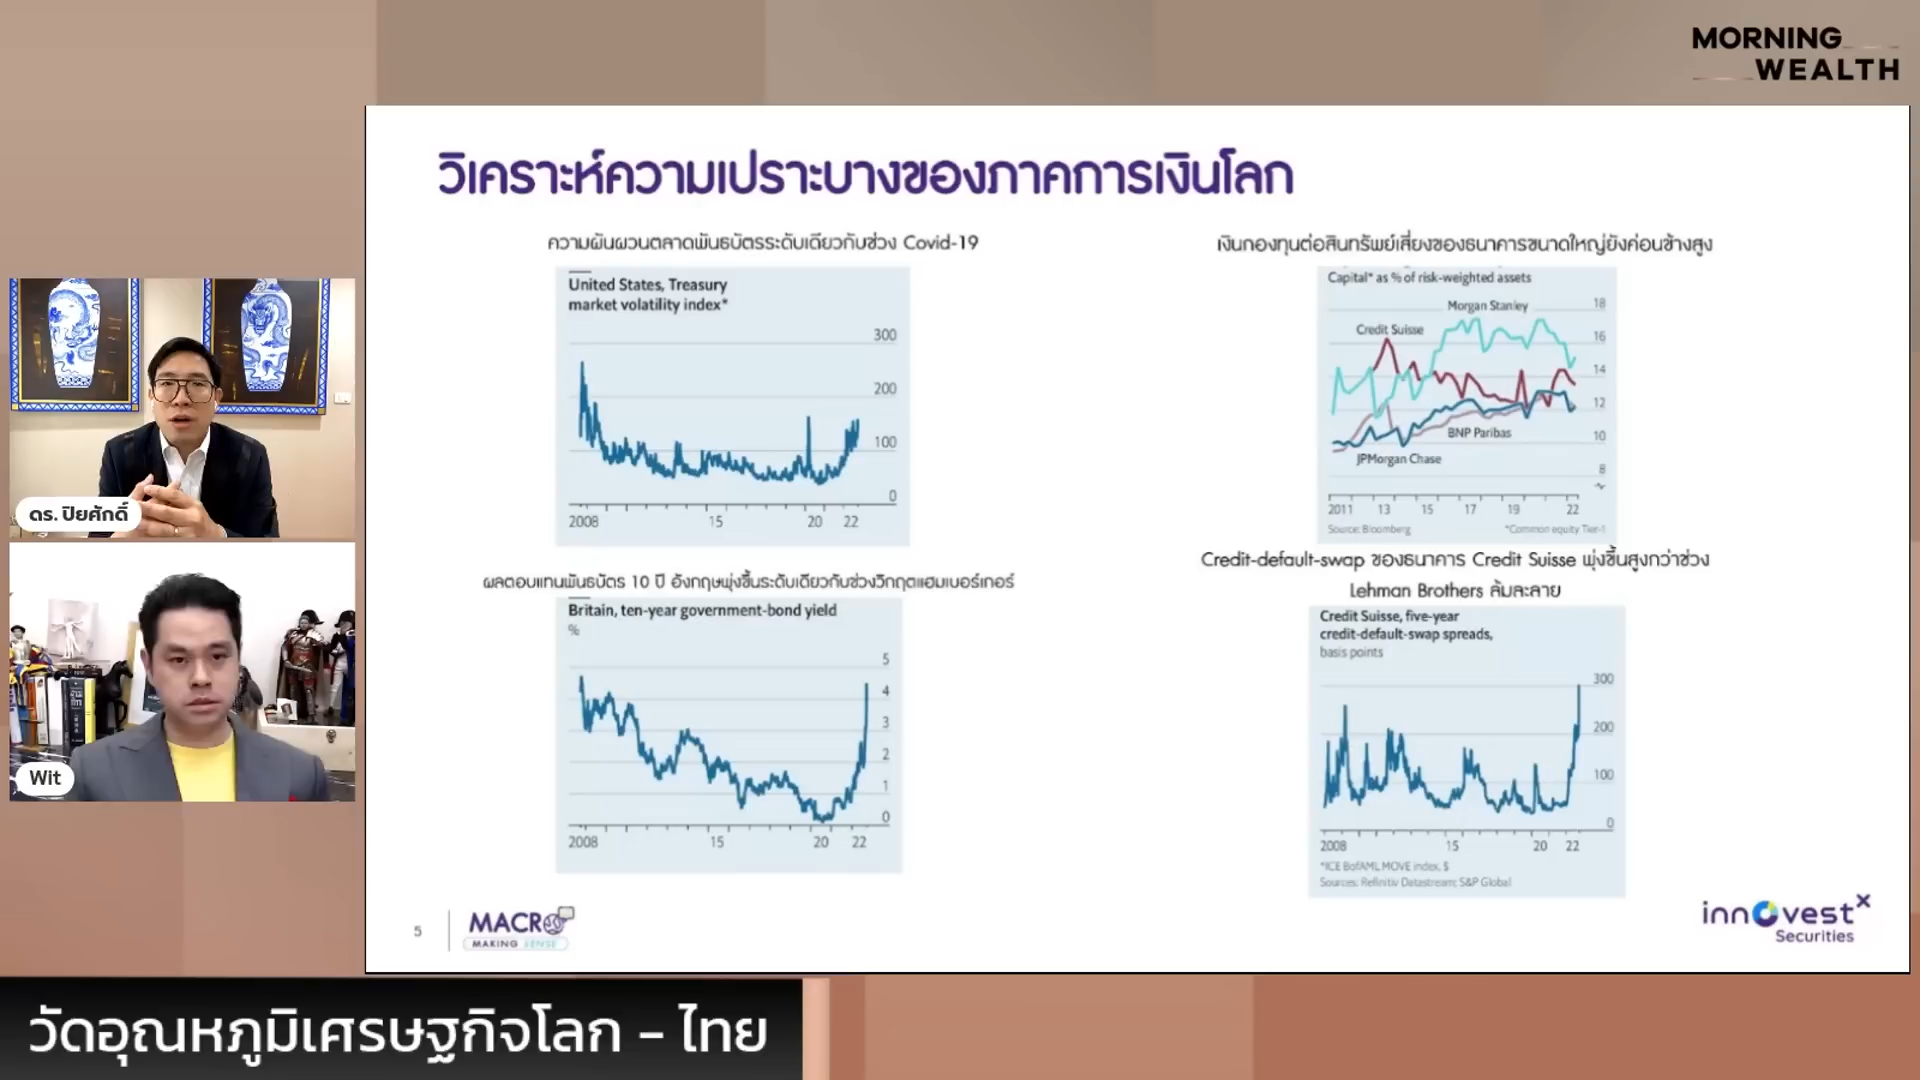 MORNING
WEALTH
วิเคราะห์ความเปราะบางของภาคการเงินโลก
ความผันผวนตลาดพันธบัตรระดับเดียวกับช่วง Covid-19
United States, Treasury
market volatility index*
300
200
100
0
2008 15 20 22
เงินกองทุนต่อสินทรัพย์เสี่ยงของธนาคารขนาดใหญ่ยังค่อนข้างสูง
Capital* as % of risk-weighted assets
Morgan Stanley
Credit Suisse
BNP Paribas
JPMorgan Chase
18
16
14
12
10
8
2011 13 15 17 19 22
Source: Bloomberg *Common equity Tier-1
ผลตอบแทนพันธบัตร 10 ปี อังกฤษพุ่งขึ้นระดับเดียวกับช่วงวิกฤตแฮมเบอร์เกอร์
Britain, ten-year government-bond yield
%
5
4
3
2
1
0
2008 15 20 22
Credit-default-swap ของธนาคาร Credit Suisse พุ่งขึ้นสูงกว่าช่วง
Lehman Brothers ล้มละลาย
Credit Suisse, five-year
credit-default-swap spreads,
basis points
300
200
100
0
2008 15 20 22
*ICE BofAML MOVE index, $
Sources: Refinitiv Datastream; S&P Global
5
MACRO
MAKING SENSE
innovestx
Securities
ดร. ปิยศักดิ์
Wit
วัดอุณหภูมิเศรษฐกิจโลก – ไทย